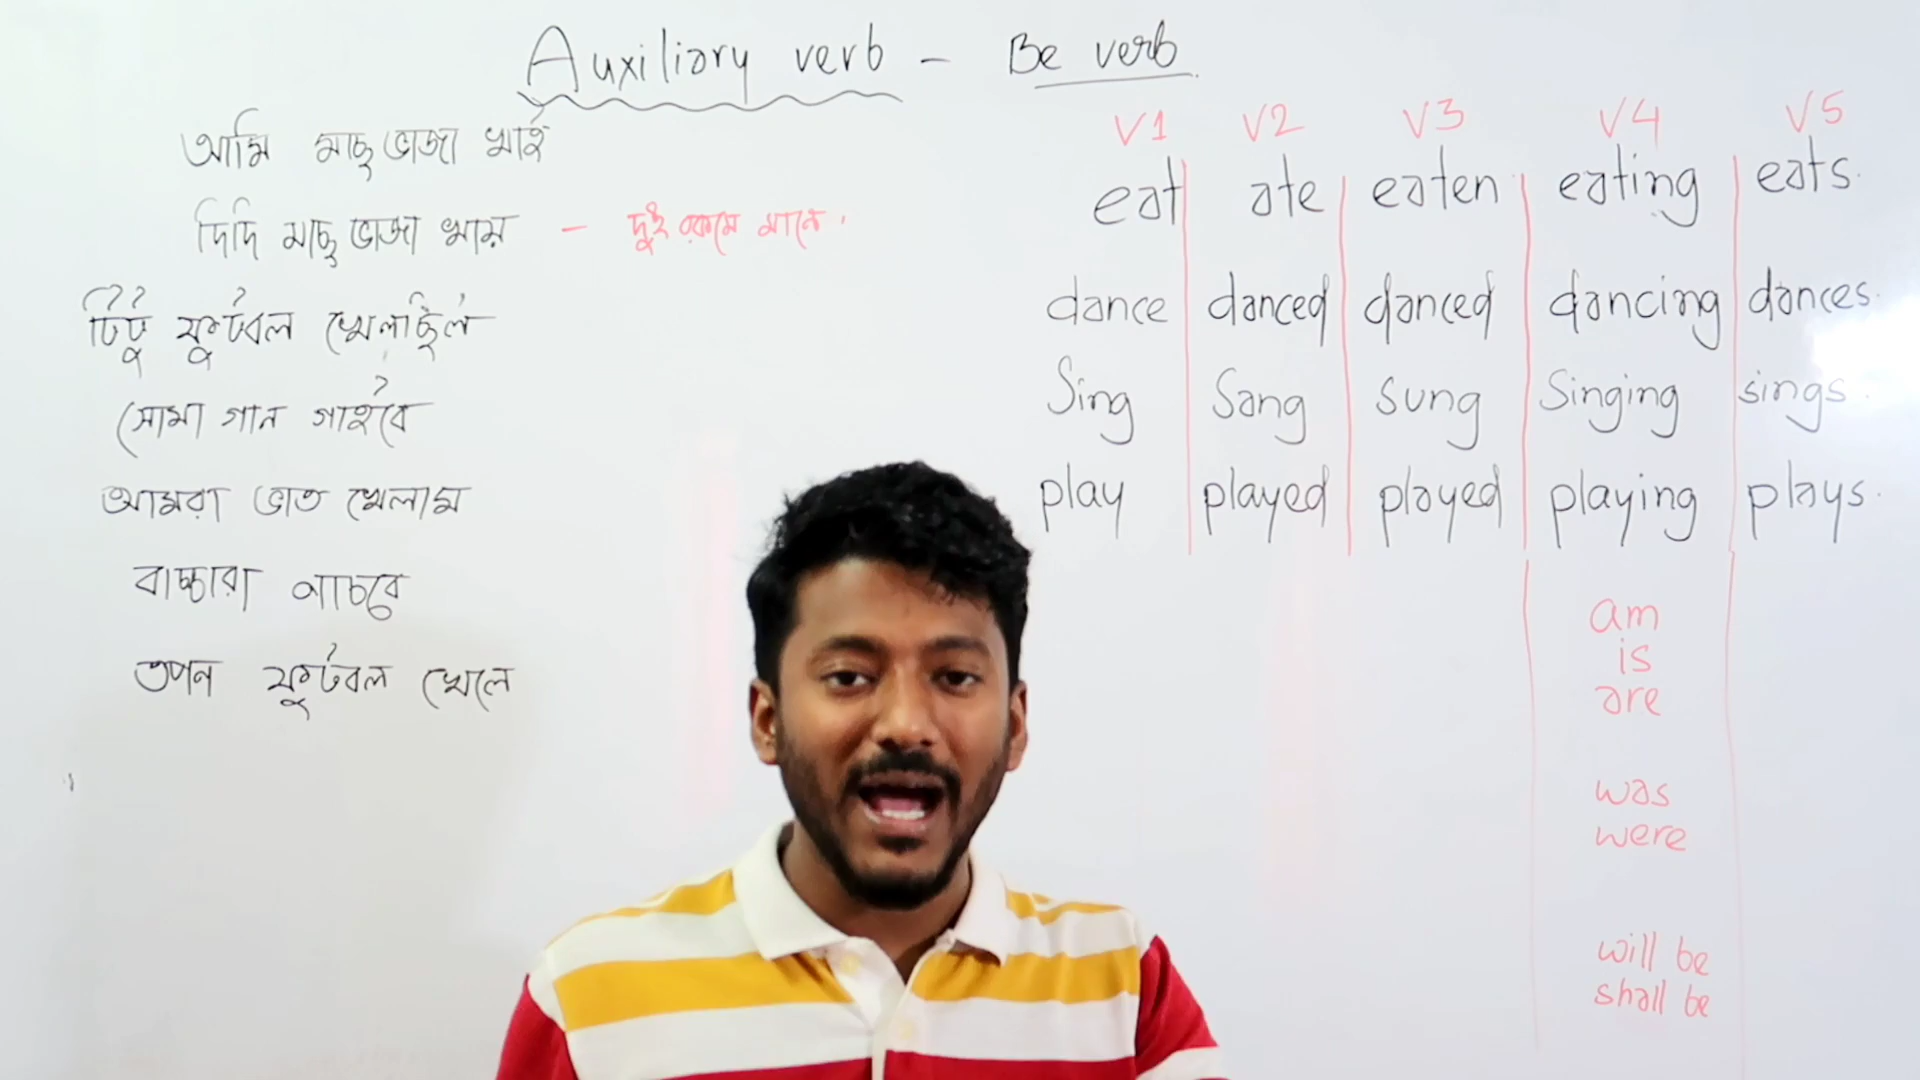 Auxiliary verb - Be verb
আমি মাছ ভাজা খাই
দিদি মাছ ভাজা খায় - দুই রকমে মানে.
টিটু ফুটবল খেলছিল
সোমা গান গাইবে
আমরা ভাত খেলাম
বাচ্চারা নাচবে
তপন ফুটবল খেলে
V1 V2 V3 V4 V5
eat ate eaten eating eats.
dance danced danced dancing dances.
Sing Sang sung Singing sings.
play played played playing plays.
am
is
are
was
were
will be
shall be